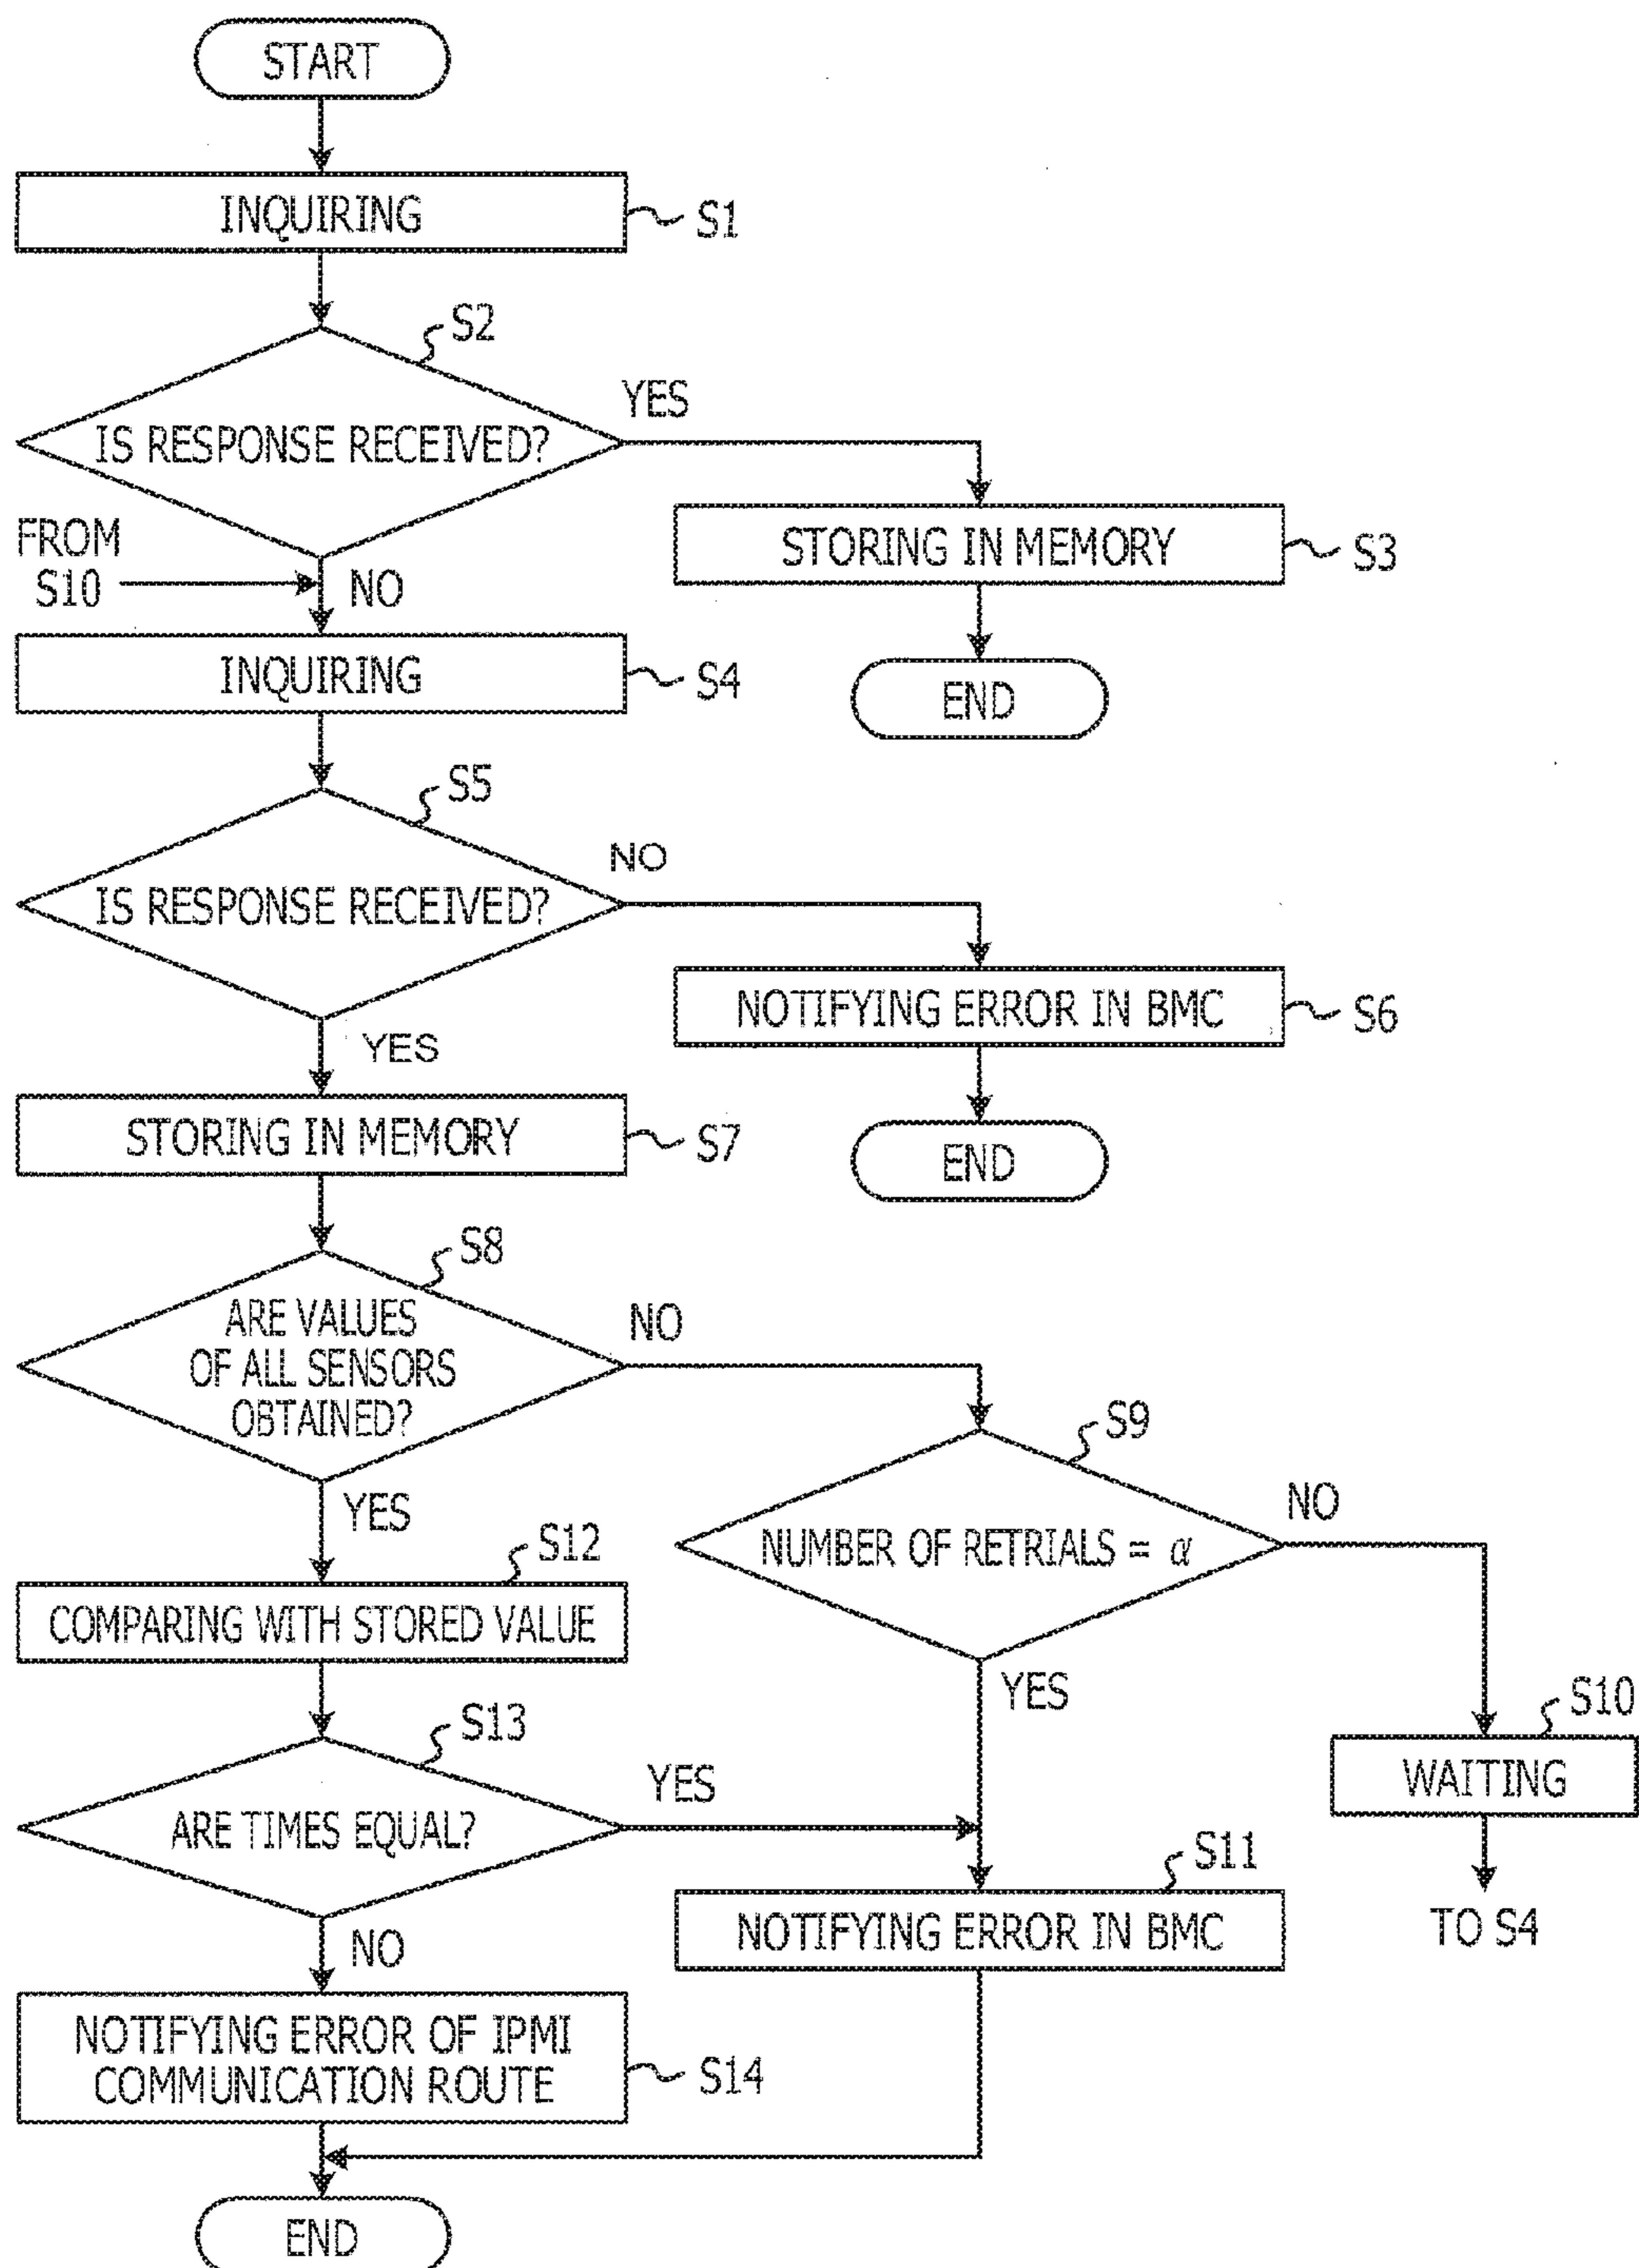 START
INQUIRING
S1
S2
IS RESPONSE RECEIVED?
YES
STORING IN MEMORY
S3
END
FROM
S10
NO
INQUIRING
S4
S5
IS RESPONSE RECEIVED?
NO
NOTIFYING ERROR IN BMC
S6
END
YES
STORING IN MEMORY
S7
S8
ARE VALUES
OF ALL SENSORS
OBTAINED?
NO
S9
NUMBER OF RETRIALS = α
NO
YES
S10
WAITING
TO S4
YES
S12
COMPARING WITH STORED VALUE
S13
ARE TIMES EQUAL?
YES
S11
NOTIFYING ERROR IN BMC
NO
NOTIFYING ERROR OF IPMI
COMMUNICATION ROUTE
S14
END